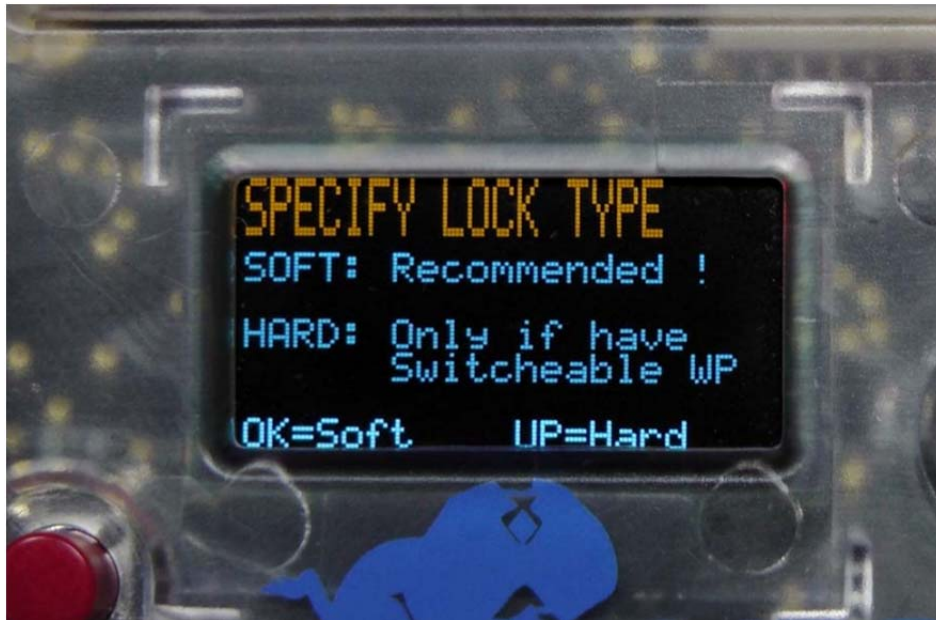 SPECIFY LOCK TYPE
SOFT: Recommended !
HARD: Only if have
Switcheable WP
OK=Soft UP=Hard